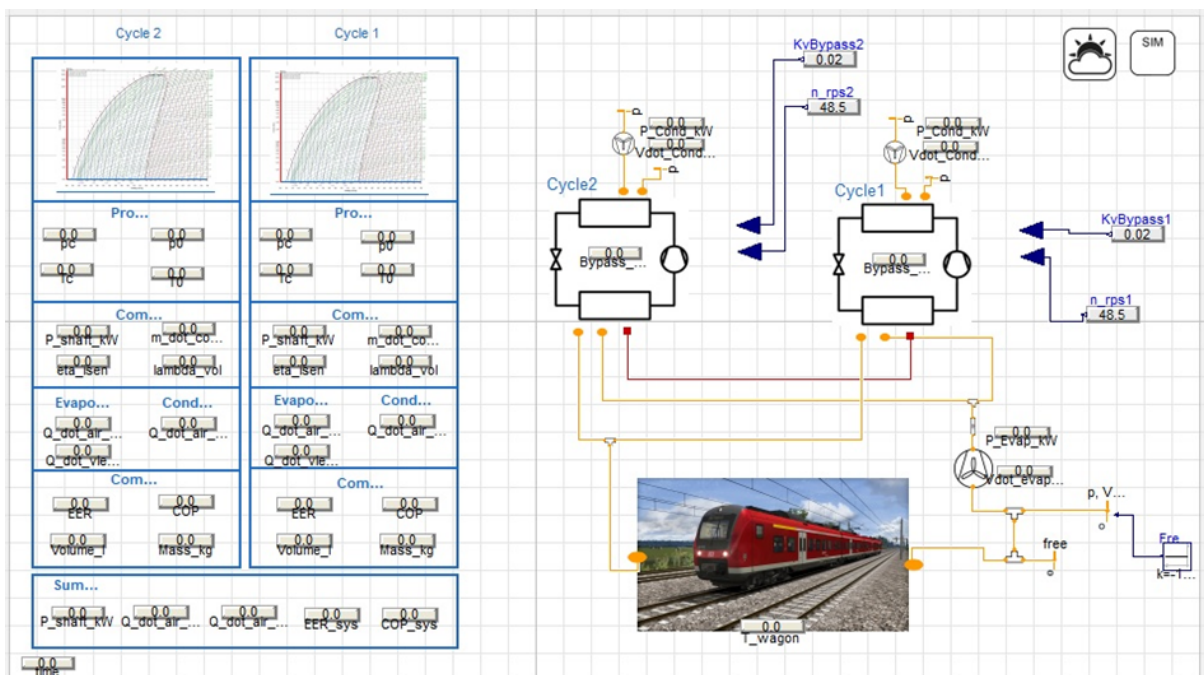 Cycle 2
Cycle 1
Pro...
0.0
pc
0.0
p0
0.0
Tc
0.0
T0
Pro...
0.0
pc
0.0
p0
0.0
Tc
0.0
T0
Com...
0.0
P_shaft_kW
0.0
m_dot_co...
0.0
eta_isen
0.0
lambda_vol
Com...
0.0
P_shaft_kW
0.0
m_dot_co...
0.0
eta_isen
0.0
lambda_vol
Evapo...
Cond...
0.0
Q_dot_air_...
0.0
Q_dot_air_...
0.0
Q_dot_vle...
Evapo...
Cond...
0.0
Q_dot_air_...
0.0
Q_dot_air_...
0.0
Q_dot_vle...
Com...
0.0
EER
0.0
COP
0.0
Volume_l
0.0
Mass_kg
Com...
0.0
EER
0.0
COP
0.0
Volume_l
0.0
Mass_kg
Sum...
0.0
P_shaft_kW
0.0
Q_dot_air_...
0.0
Q_dot_air_...
0.0
EER_sys
0.0
COP_sys
0.0
time
KvBypass2
0.02
n_rps2
48.5
SIM
p
0.0
P_Cond_kW
0.0
Vdot_Cond...
p
Cycle2
0.0
Bypass_...
p
0.0
P_Cond_kW
0.0
Vdot_Cond...
p
Cycle1
0.0
Bypass_...
KvBypass1
0.02
n_rps1
48.5
0.0
P_Evap_kW
0.0
Vdot_evap...
p, V...
free
Fre...
k=-1...
0.0
T_wagon